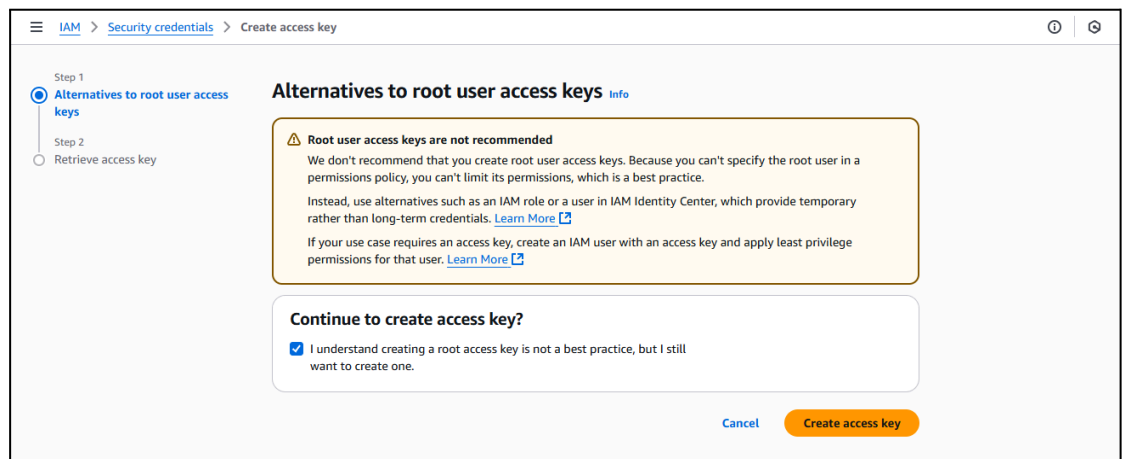 IAM > Security credentials > Create access key
Step 1
Alternatives to root user access
keys
Step 2
Retrieve access key
Alternatives to root user access keys Info
Root user access keys are not recommended
We don't recommend that you create root user access keys. Because you can't specify the root user in a
permissions policy, you can't limit its permissions, which is a best practice.
Instead, use alternatives such as an IAM role or a user in IAM Identity Center, which provide temporary
rather than long-term credentials. Learn More
If your use case requires an access key, create an IAM user with an access key and apply least privilege
permissions for that user. Learn More
Continue to create access key?
I understand creating a root access key is not a best practice, but I still
want to create one.
Cancel
Create access key